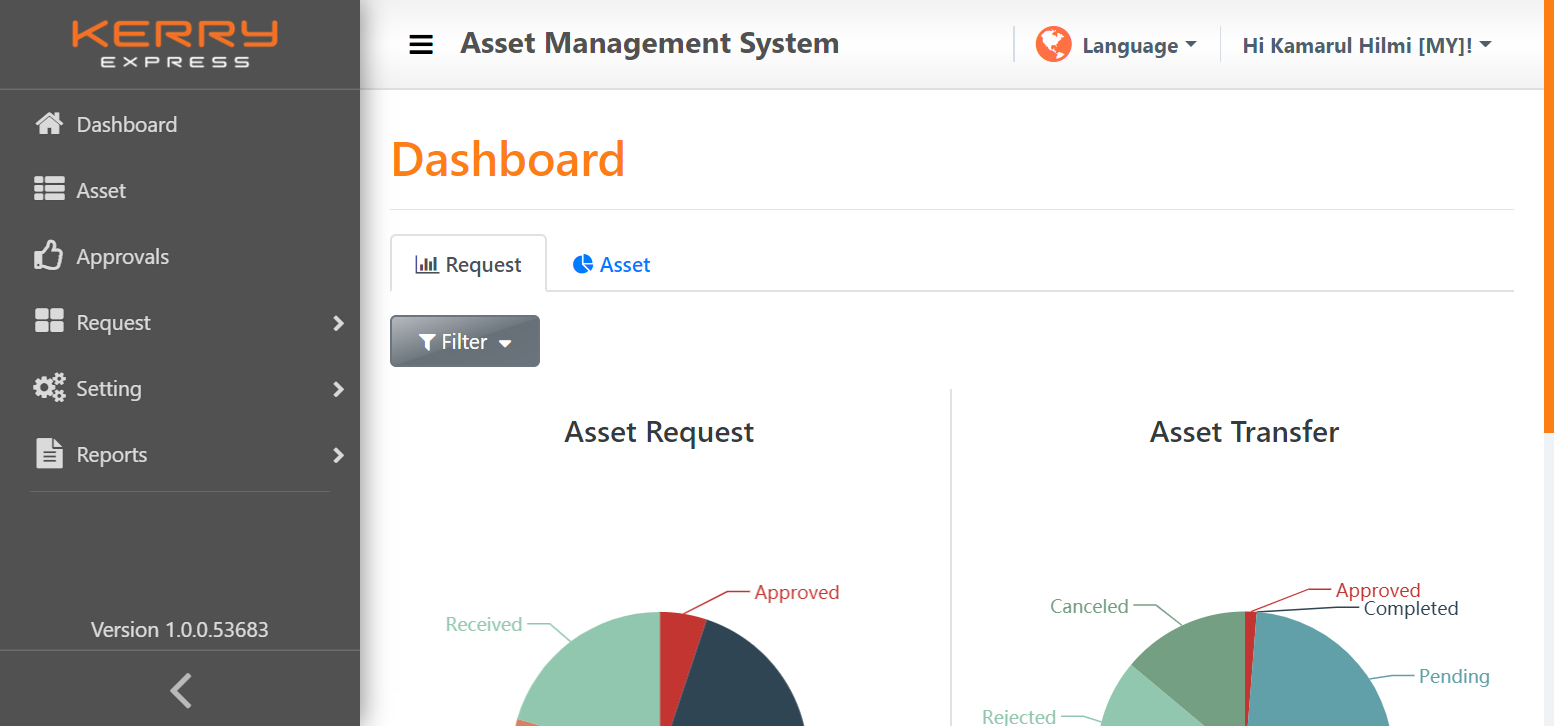 KERRY
EXPRESS
Asset Management System
Language
Hi Kamarul Hilmi [MY]!
Dashboard
Asset
Approvals
Request
Setting
Reports
Version 1.0.0.53683
Dashboard
Request
Asset
Filter
Asset Request
Approved
Received
Asset Transfer
Approved
Completed
Canceled
Pending
Rejected